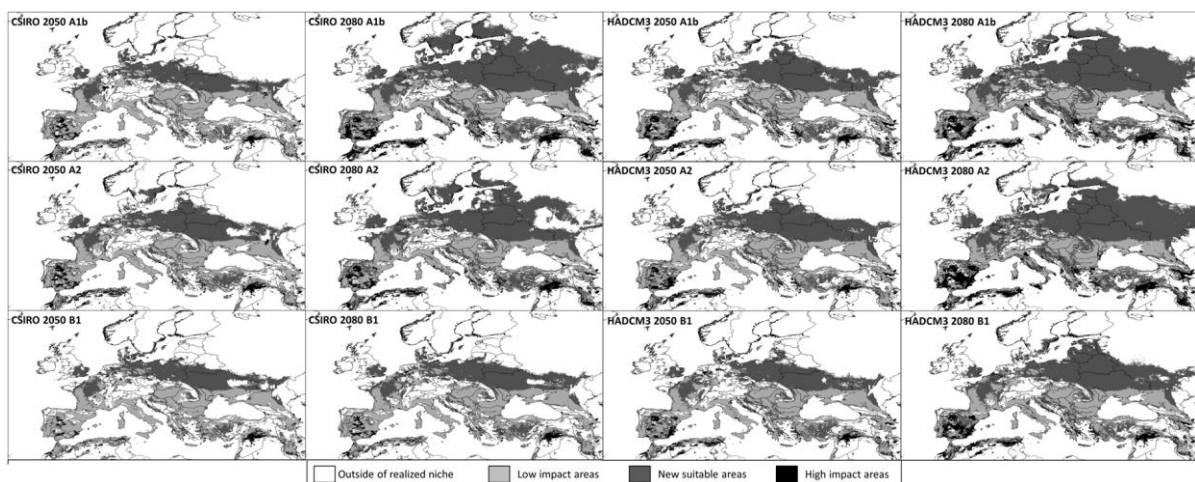 CSIRO 2050 A1b
CSIRO 2080 A1b
HADCM3 2050 A1b
HADCM3 2080 A1b
CSIRO 2050 A2
CSIRO 2080 A2
HADCM3 2050 A2
HADCM3 2080 A2
CSIRO 2050 B1
CSIRO 2080 B1
HADCM3 2050 B1
HADCM3 2080 B1
Outside of realized niche
Low impact areas
New suitable areas
High impact areas